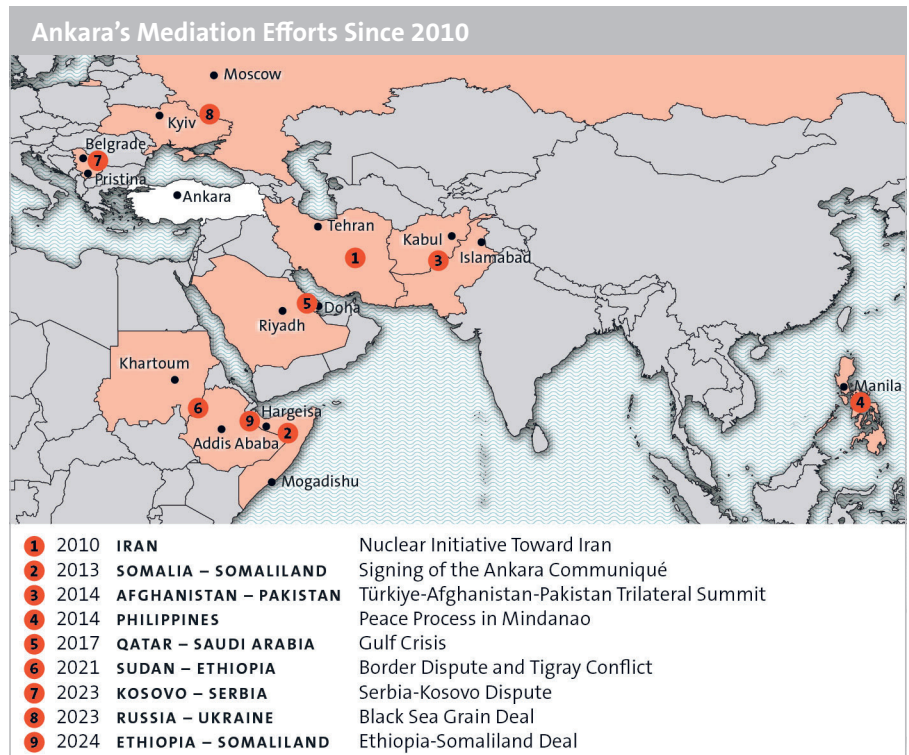 Ankara's Mediation Efforts Since 2010
Moscow
8
Kyiv
Belgrade
7
Pristina
Ankara
Tehran
Kabul
1
3
Islamabad
5
Doha
Riyadh
Khartoum
Manila
4
6
Hargeisa
9
2
Addis Ababa
Mogadishu
1 2010 IRAN Nuclear Initiative Toward Iran
2 2013 SOMALIA – SOMALILAND Signing of the Ankara Communiqué
3 2014 AFGHANISTAN – PAKISTAN Türkiye-Afghanistan-Pakistan Trilateral Summit
4 2014 PHILIPPINES Peace Process in Mindanao
5 2017 QATAR – SAUDI ARABIA Gulf Crisis
6 2021 SUDAN – ETHIOPIA Border Dispute and Tigray Conflict
7 2023 KOSOVO – SERBIA Serbia-Kosovo Dispute
8 2023 RUSSIA – UKRAINE Black Sea Grain Deal
9 2024 ETHIOPIA – SOMALILAND Ethiopia-Somaliland Deal